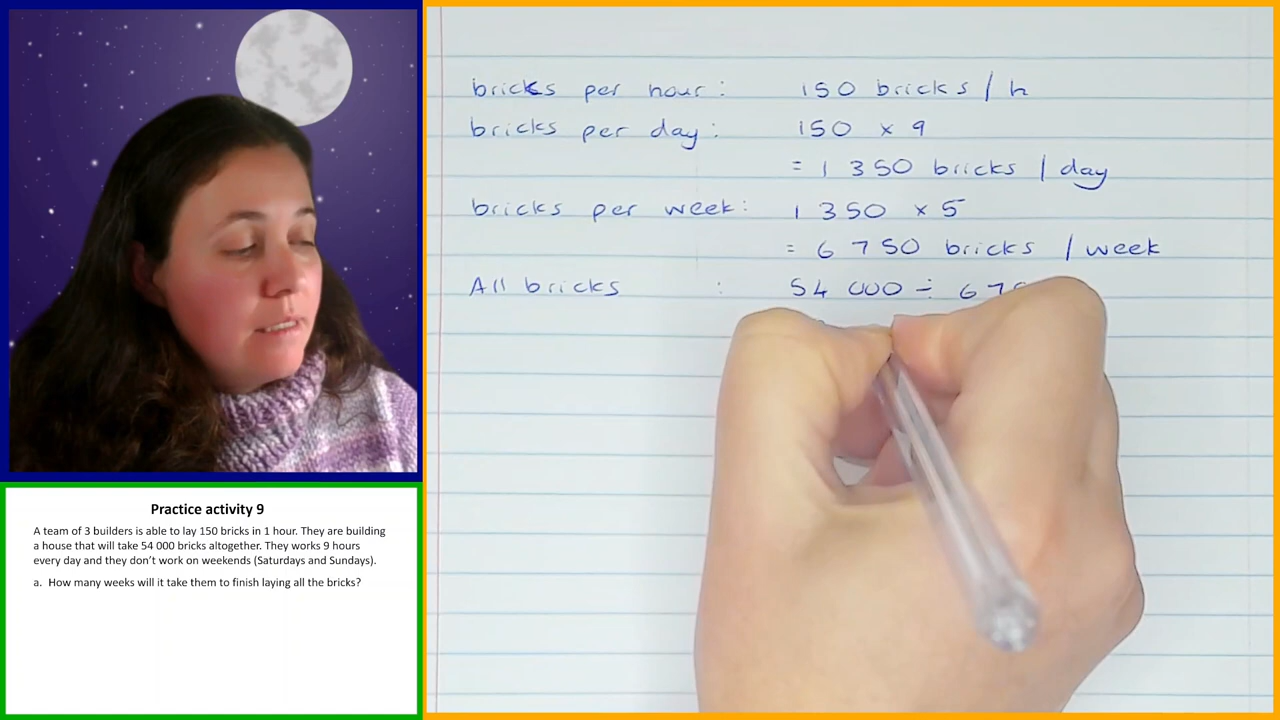 bricks per hour: 150 bricks / h
bricks per day: 150 × 9
= 1 350 bricks / day
bricks per week: 1 350 × 5
= 6 750 bricks / week
All bricks : 54 000 ÷
Practice activity 9
A team of 3 builders is able to lay 150 bricks in 1 hour. They are building
a house that will take 54 000 bricks altogether. They works 9 hours
every day and they don't work on weekends (Saturdays and Sundays).
a. How many weeks will it take them to finish laying all the bricks?